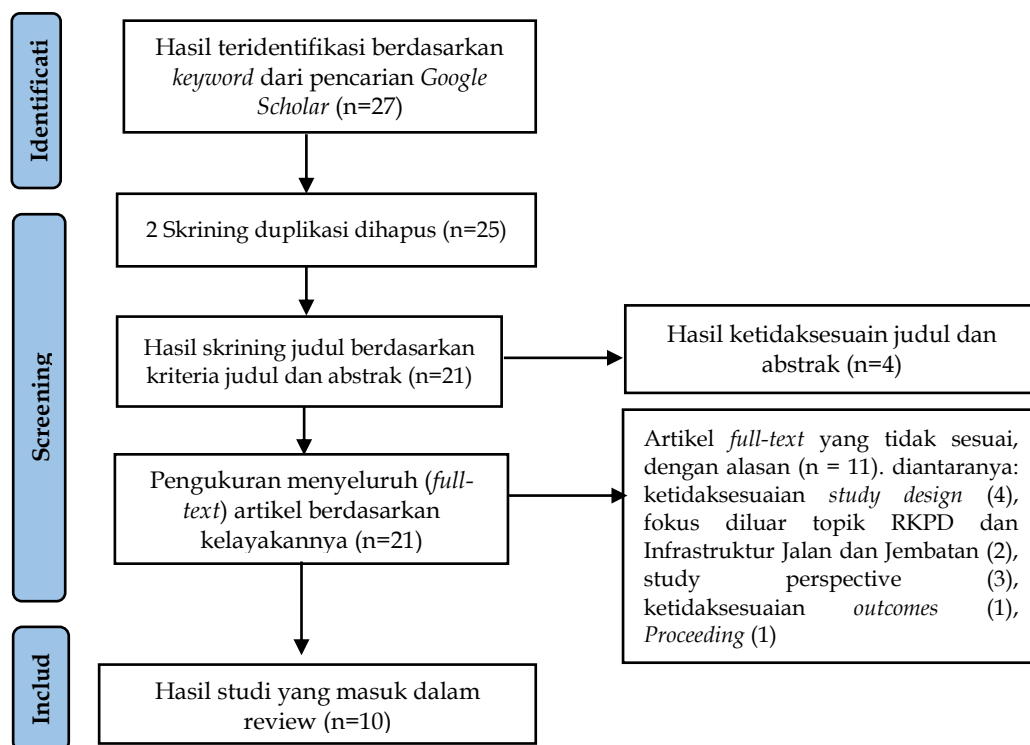 Identificati
Hasil teridentifikasi berdasarkan
keyword dari pencarian Google
Scholar (n=27)
Screening
2 Skrining duplikasi dihapus (n=25)
Hasil skrining judul berdasarkan
kriteria judul dan abstrak (n=21)
Hasil ketidaksesuain judul dan
abstrak (n=4)
Pengukuran menyeluruh (full-
text) artikel berdasarkan
kelayakannya (n=21)
Artikel full-text yang tidak sesuai,
dengan alasan (n = 11). diantaranya:
ketidaksesuaian study design (4),
fokus diluar topik RKPD dan
Infrastruktur Jalan dan Jembatan (2),
study perspective (3),
ketidaksesuaian outcomes (1),
Proceeding (1)
Includ
Hasil studi yang masuk dalam
review (n=10)